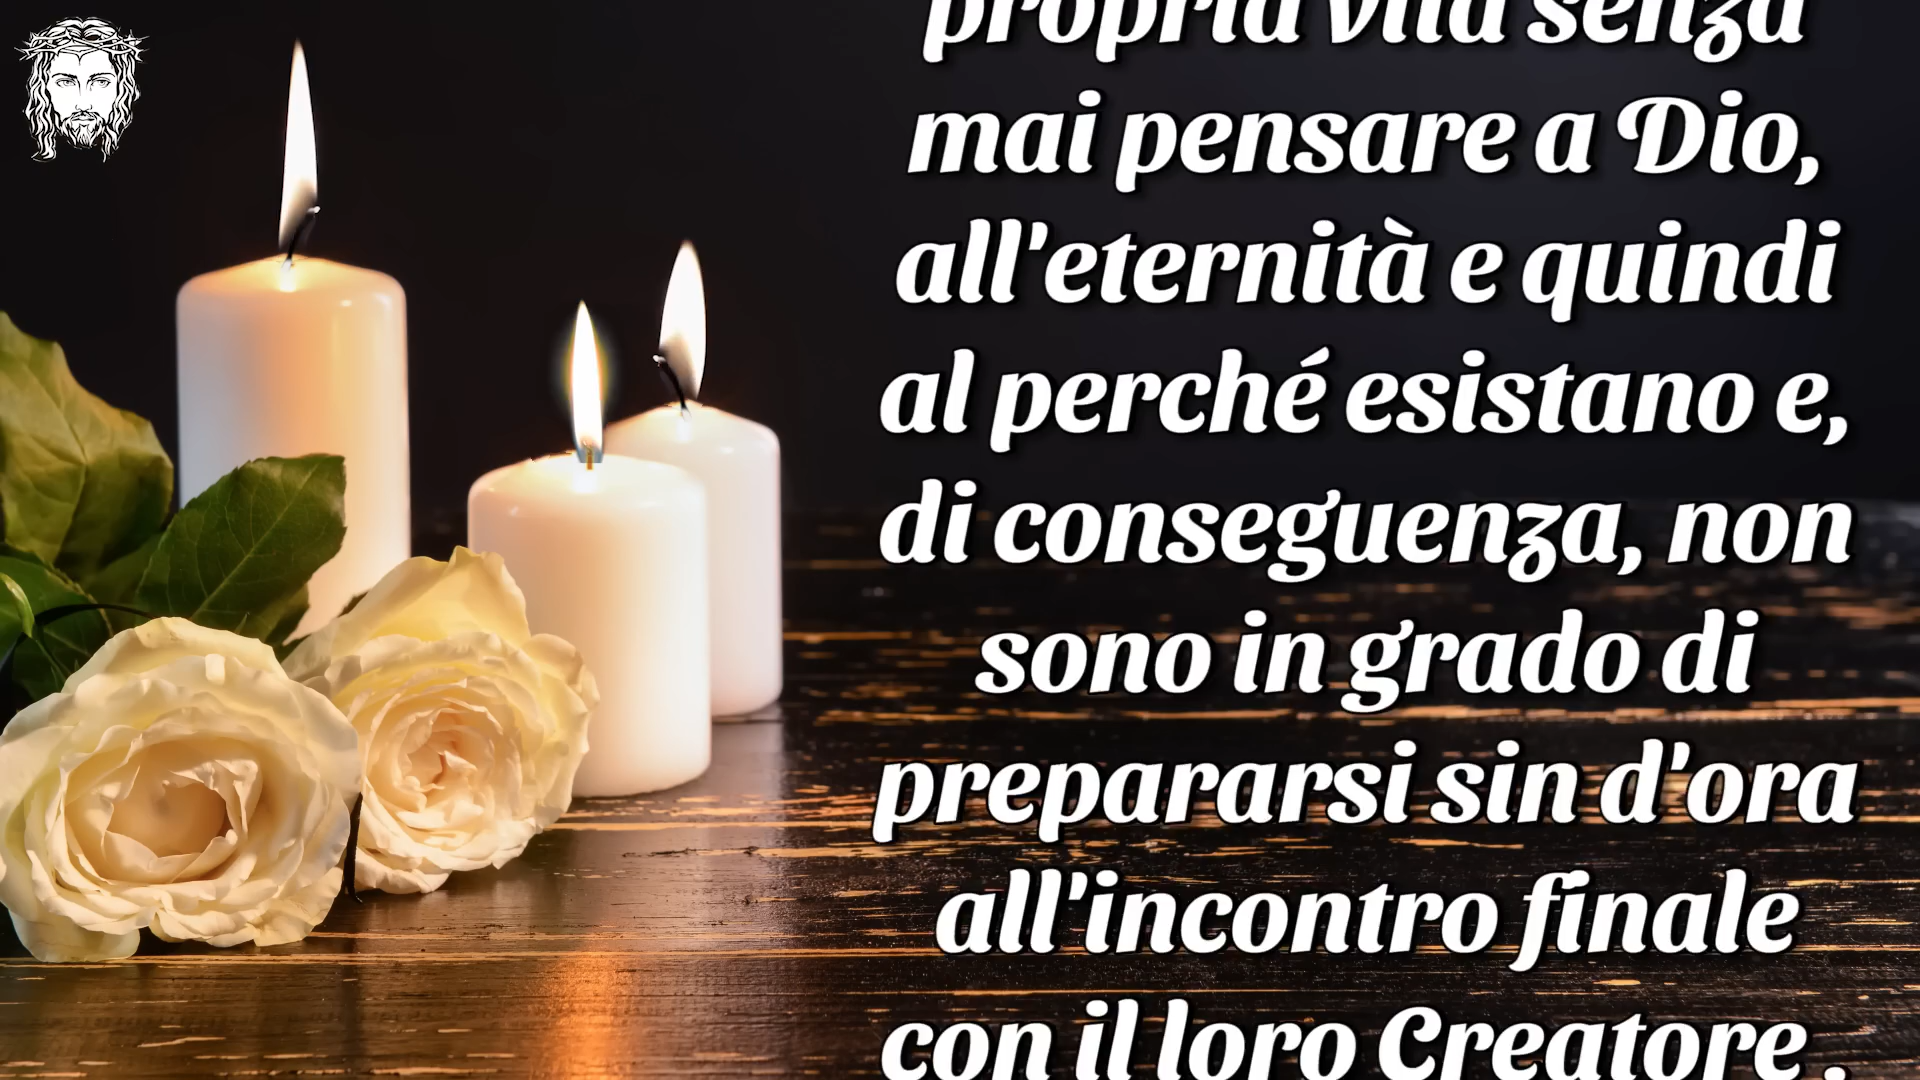 propria vita senza
mai pensare a Dio,
all'eternità e quindi
al perché esistano e,
di conseguenza, non
sono in grado di
prepararsi sin d'ora
all'incontro finale
con il loro Creatore .